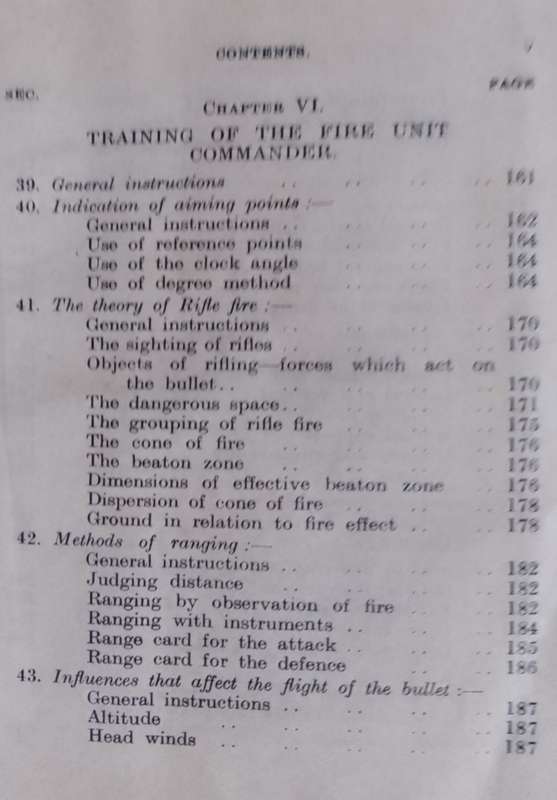 CONTENTS.
SEC. PAGE
CHAPTER VI.
TRAINING OF THE FIRE UNIT
COMMANDER.
39. General instructions .. .. .. .. 161
40. Indication of aiming points :—
General instructions .. .. .. .. 162
Use of reference points .. .. .. 164
Use of the clock angle .. .. .. 164
Use of degree method .. .. .. 164
41. The theory of Rifle fire :—
General instructions .. .. .. .. 170
The sighting of rifles .. .. .. .. 170
Objects of rifling—forces which act on
the bullet .. .. .. .. .. 170
The dangerous space .. .. .. .. 171
The grouping of rifle fire .. .. .. 175
The cone of fire .. .. .. .. 176
The beaton zone .. .. .. 176
Dimensions of effective beaton zone .. 176
Dispersion of cone of fire .. .. .. 178
Ground in relation to fire effect .. .. 178
42. Methods of ranging :—
General instructions .. .. .. .. 182
Judging distance .. .. .. .. 182
Ranging by observation of fire .. .. 182
Ranging with instruments .. .. .. 184
Range card for the attack .. .. .. 185
Range card for the defence .. .. 186
43. Influences that affect the flight of the bullet :—
General instructions .. .. .. .. 187
Altitude .. .. .. .. 187
Head winds .. .. .. .. 187